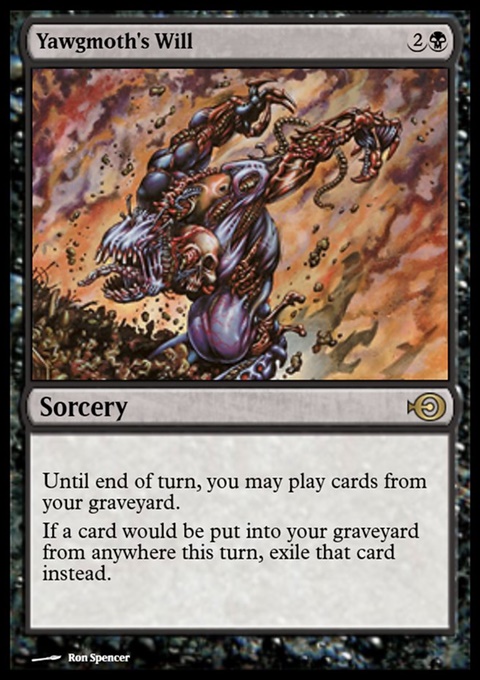 Yawgmoth's Will 2
Sorcery
Until end of turn, you may play cards from
your graveyard.
If a card would be put into your graveyard
from anywhere this turn, exile that card
instead.
Ron Spencer